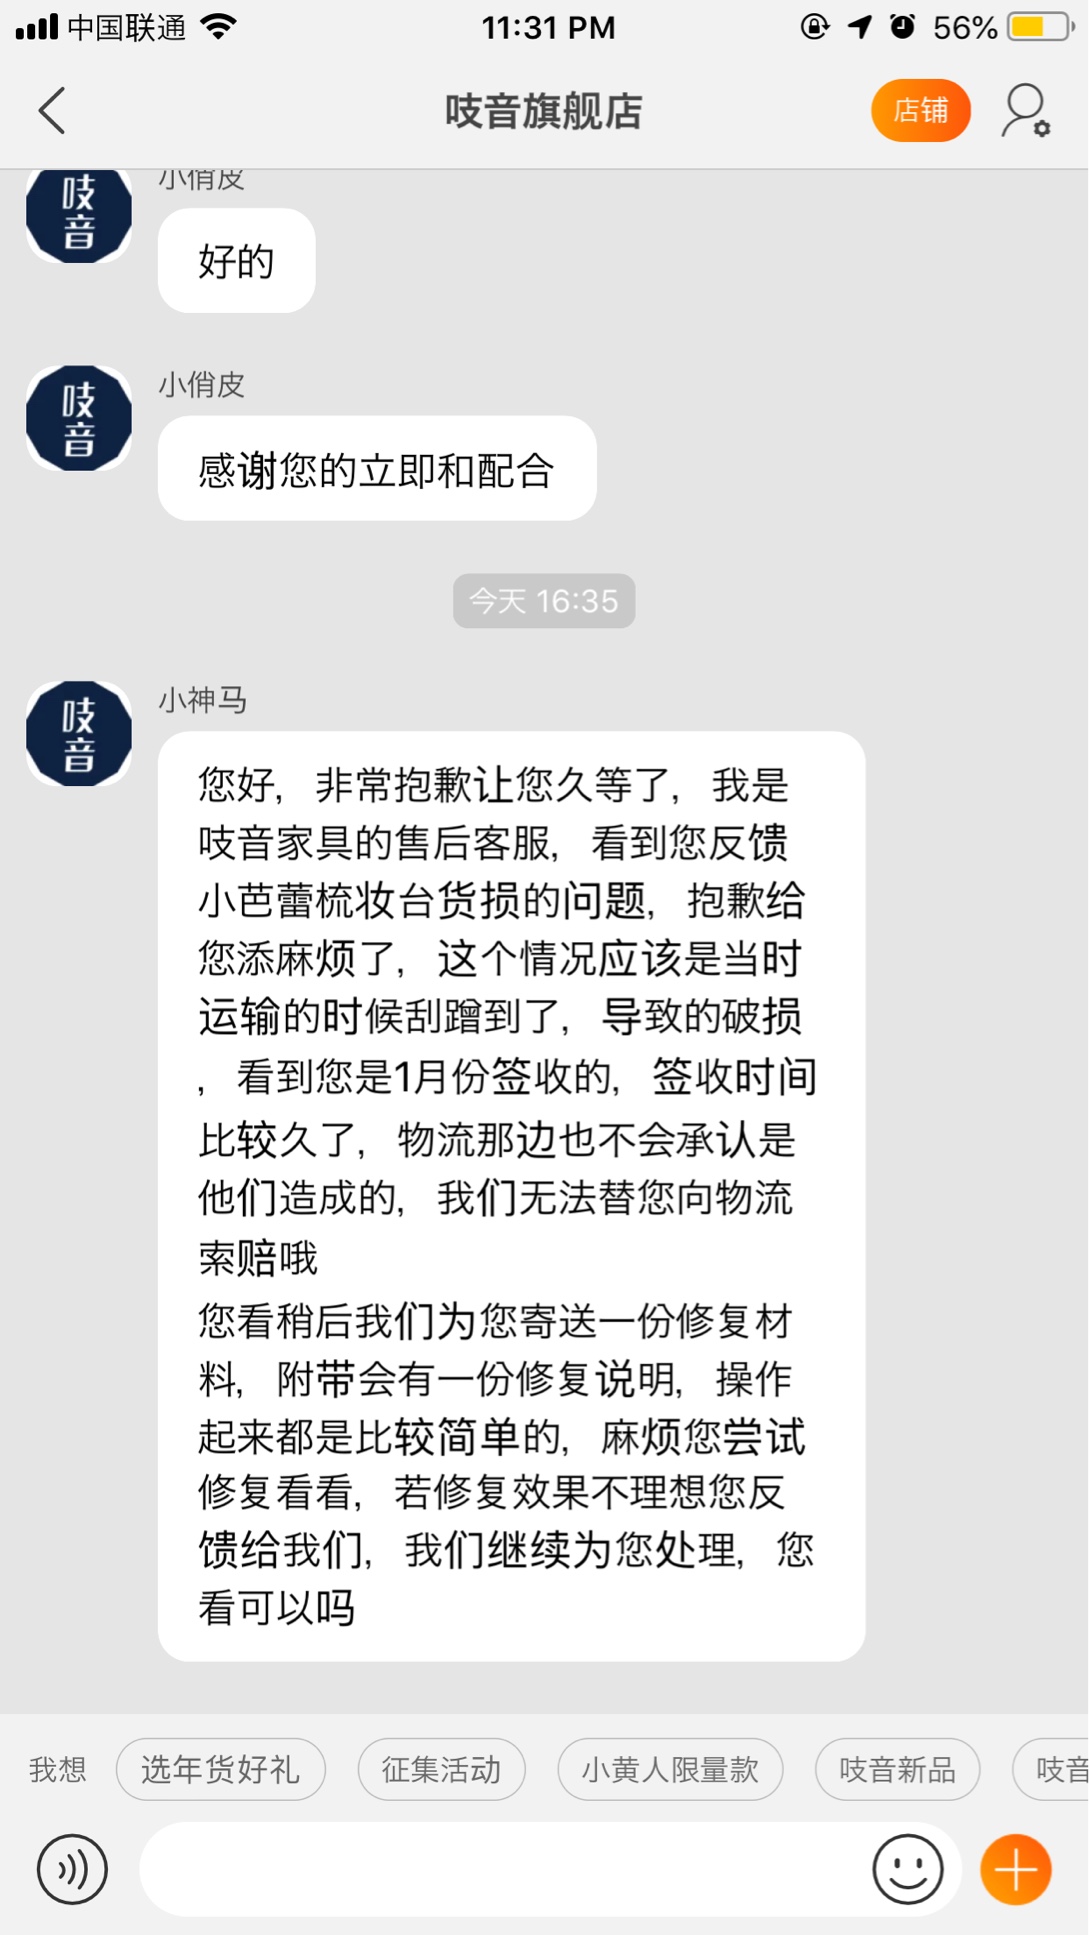 中国联通 11:31 PM 56%
吱音旗舰店 店铺
小俏皮
吱音
好的
小俏皮
吱音
感谢您的立即和配合
今天 16:35
小神马
吱音
您好,非常抱歉让您久等了,我是
吱音家具的售后客服,看到您反馈
小芭蕾梳妆台货损的问题,抱歉给
您添麻烦了,这个情况应该是当时
运输的时候刮蹭到了,导致的破损
,看到您是1月份签收的,签收时间
比较久了,物流那边也不会承认是
他们造成的,我们无法替您向物流
索赔哦
您看稍后我们为您寄送一份修复材
料,附带会有一份修复说明,操作
起来都是比较简单的,麻烦您尝试
修复看看,若修复效果不理想您反
馈给我们,我们继续为您处理,您
看可以吗
我想 选年货好礼 征集活动 小黄人限量款 吱音新品 吱音